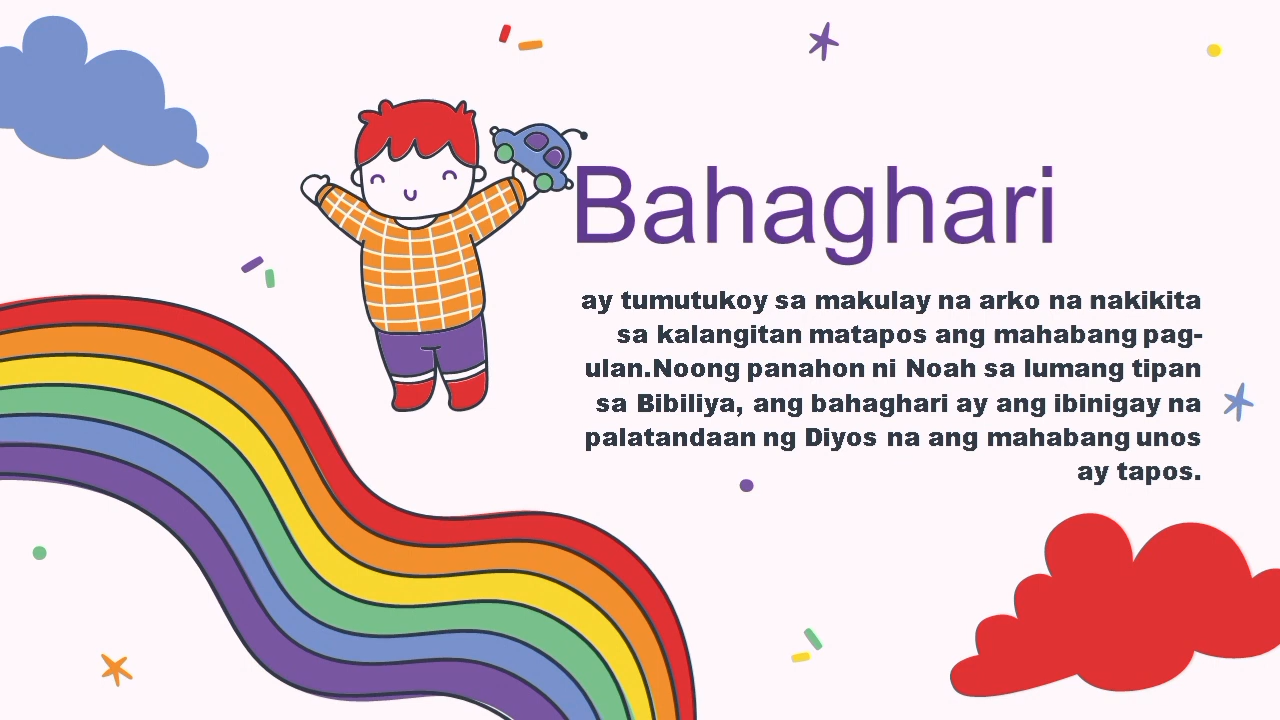 Bahaghari
ay tumutukoy sa makulay na arko na nakikita
sa kalangitan matapos ang mahabang pag-
ulan.Noong panahon ni Noah sa lumang tipan
sa Bibiliya, ang bahaghari ay ang ibinigay na
palatandaan ng Diyos na ang mahabang unos
ay tapos.